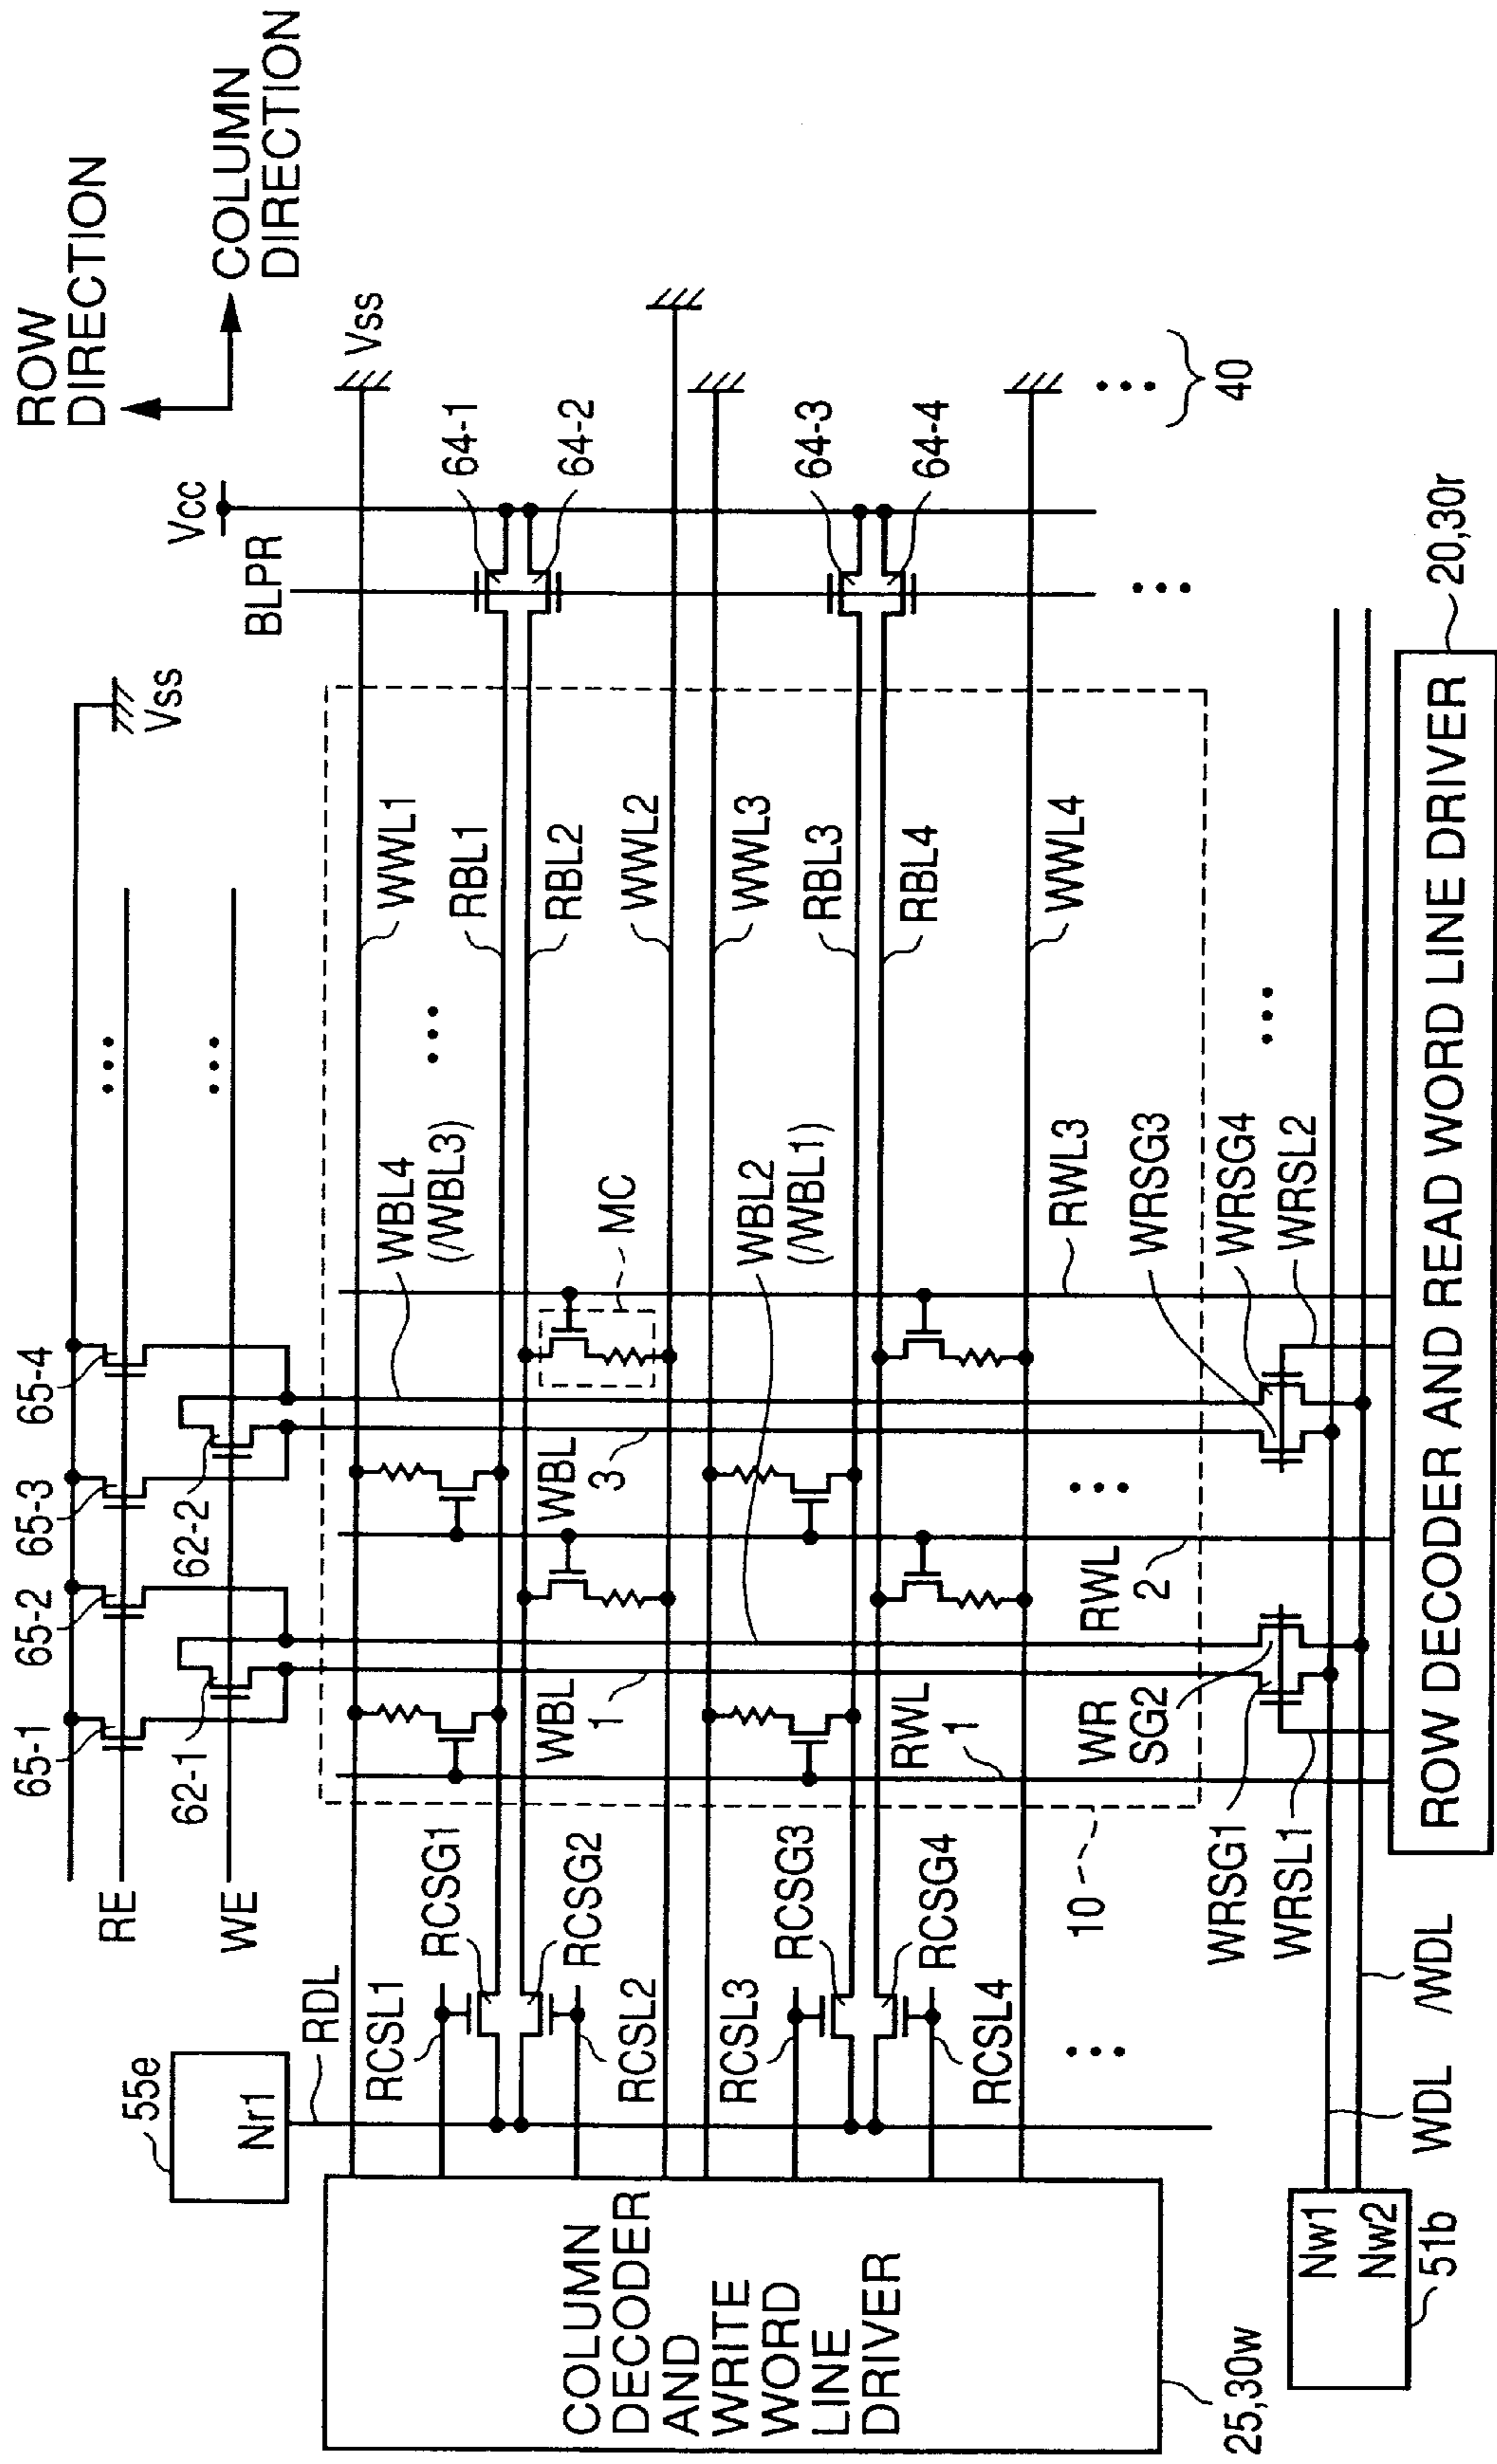 ROW
DIRECTION
COLUMN
DIRECTION
65-1
65-2
65-3
65-4
62-1
62-2
RE
WE
Vss
Vcc
BLPR
Vss
55e
Nr1
RDL
RCSL1
RCSG1
WWL1
WBL4
(/WBL3)
RBL1
64-1
RCSG2
RCSL2
WBL
1
WBL
3
RBL2
64-2
MC
WWL2
RCSL3
RCSG3
WBL2
(/WBL1)
WWL3
RBL3
64-3
RCSG4
RCSL4
RWL
1
RBL4
64-4
WWL4
RWL3
RWL
2
10
WR
SG2
WRSG3
WRSG4
WRSL2
WRSG1
WRSL1
40
COLUMN
DECODER
AND
WRITE
WORD
LINE
DRIVER
25,30w
Nw1
Nw2
51b
WDL
/WDL
ROW DECODER AND READ WORD LINE DRIVER
20,30r